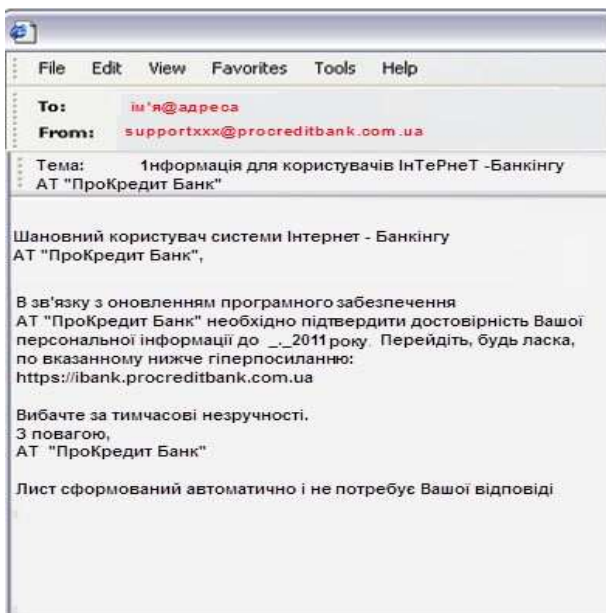 File Edit View Favorites Tools Help
To: ім'я@адреса
From: supportxxx@procreditbank.com.ua
Тема: 1нформація для користувачів ІнТеРнеТ -Банкінгу
АТ "ПроКредит Банк"
Шановний користувач системи Інтернет - Банкінгу
АТ "ПроКредит Банк",
В зв'язку з оновленням програмного забезпечення
АТ "ПроКредит Банк" необхідно підтвердити достовірність Вашої
персональної інформації до _._2011 року. Перейдіть, будь ласка,
по вказанному нижче гіперпосиланню:
https://ibank.procreditbank.com.ua
Вибачте за тимчасові незручності.
З повагою,
АТ "ПроКредит Банк"
Лист сформований автоматично і не потребує Вашої відповіді